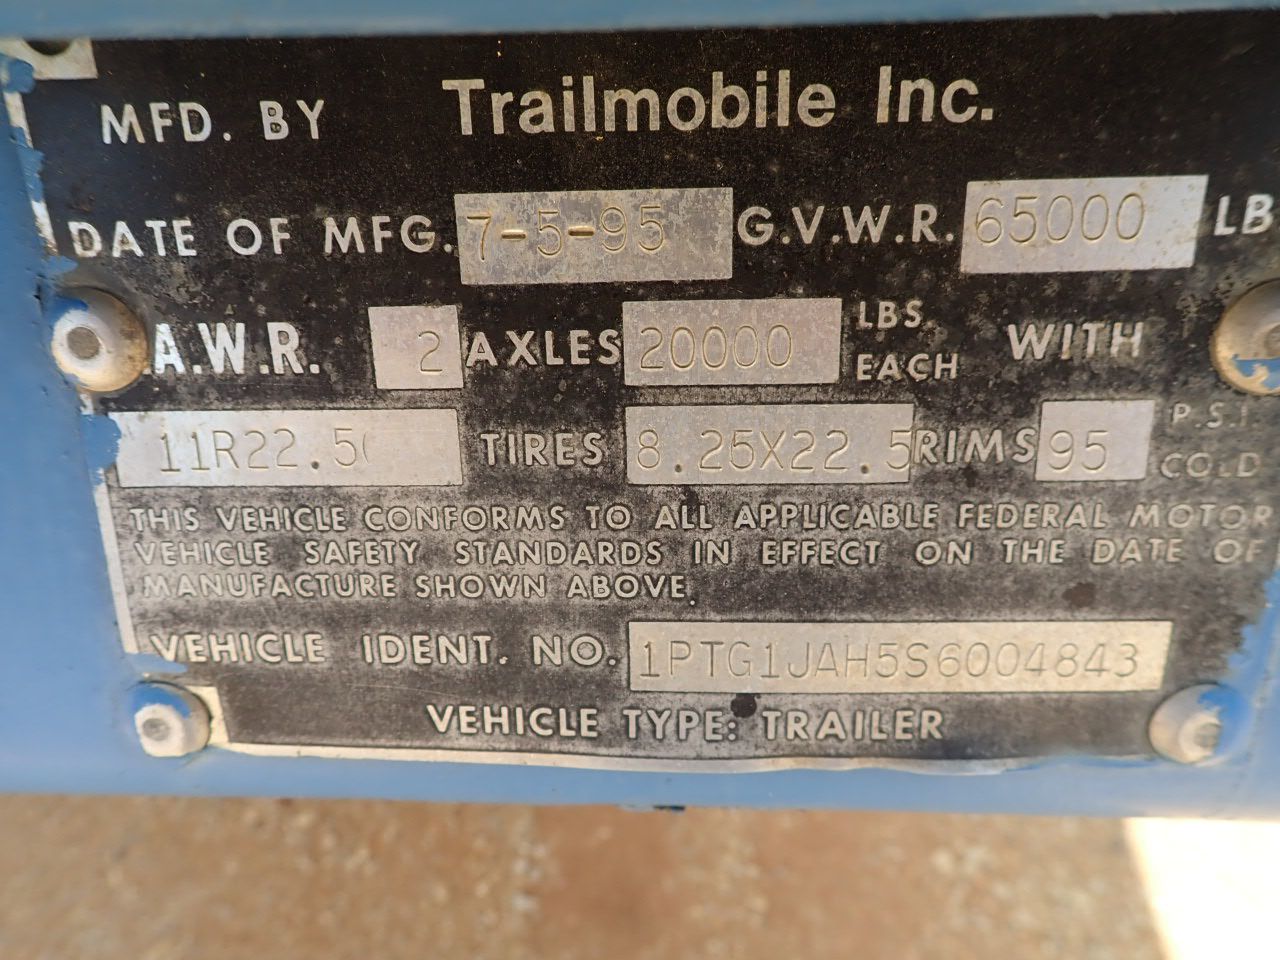 MFD. BY Trailmobile Inc.
DATE OF MFG. 7-5-95 G.V.W.R. 65000 LB
.A.W.R. 2 AXLES 20000 LBS. EACH WITH
11R22.5( TIRES 8.25X22.5 RIMS 95 P.S.I. COLD
THIS VEHICLE CONFORMS TO ALL APPLICABLE FEDERAL MOTOR
VEHICLE SAFETY STANDARDS IN EFFECT ON THE DATE OF
MANUFACTURE SHOWN ABOVE.
VEHICLE IDENT. NO. 1PTG1JAH5S6004843
VEHICLE TYPE: TRAILER